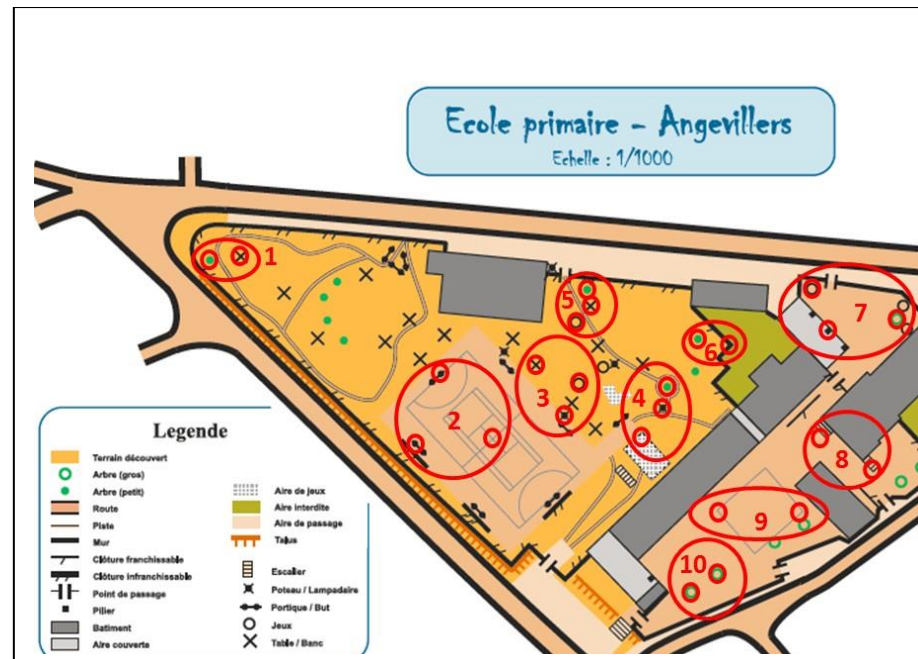 Ecole primaire - Angevillers
Echelle : 1/1000
1
5
7
6
3
4
2
8
9
10
Legende
Terrain découvert
Arbre (gros)
Arbre (petit)
Route
Piste
Mur
Clôture franchissable
Clôture infranchissable
Point de passage
Pilier
Batiment
Aire couverte
Aire de jeux
Aire interdite
Aire de passage
Talus
Escalier
Poteau / Lampadaire
Portique / But
Jeux
Table / Banc